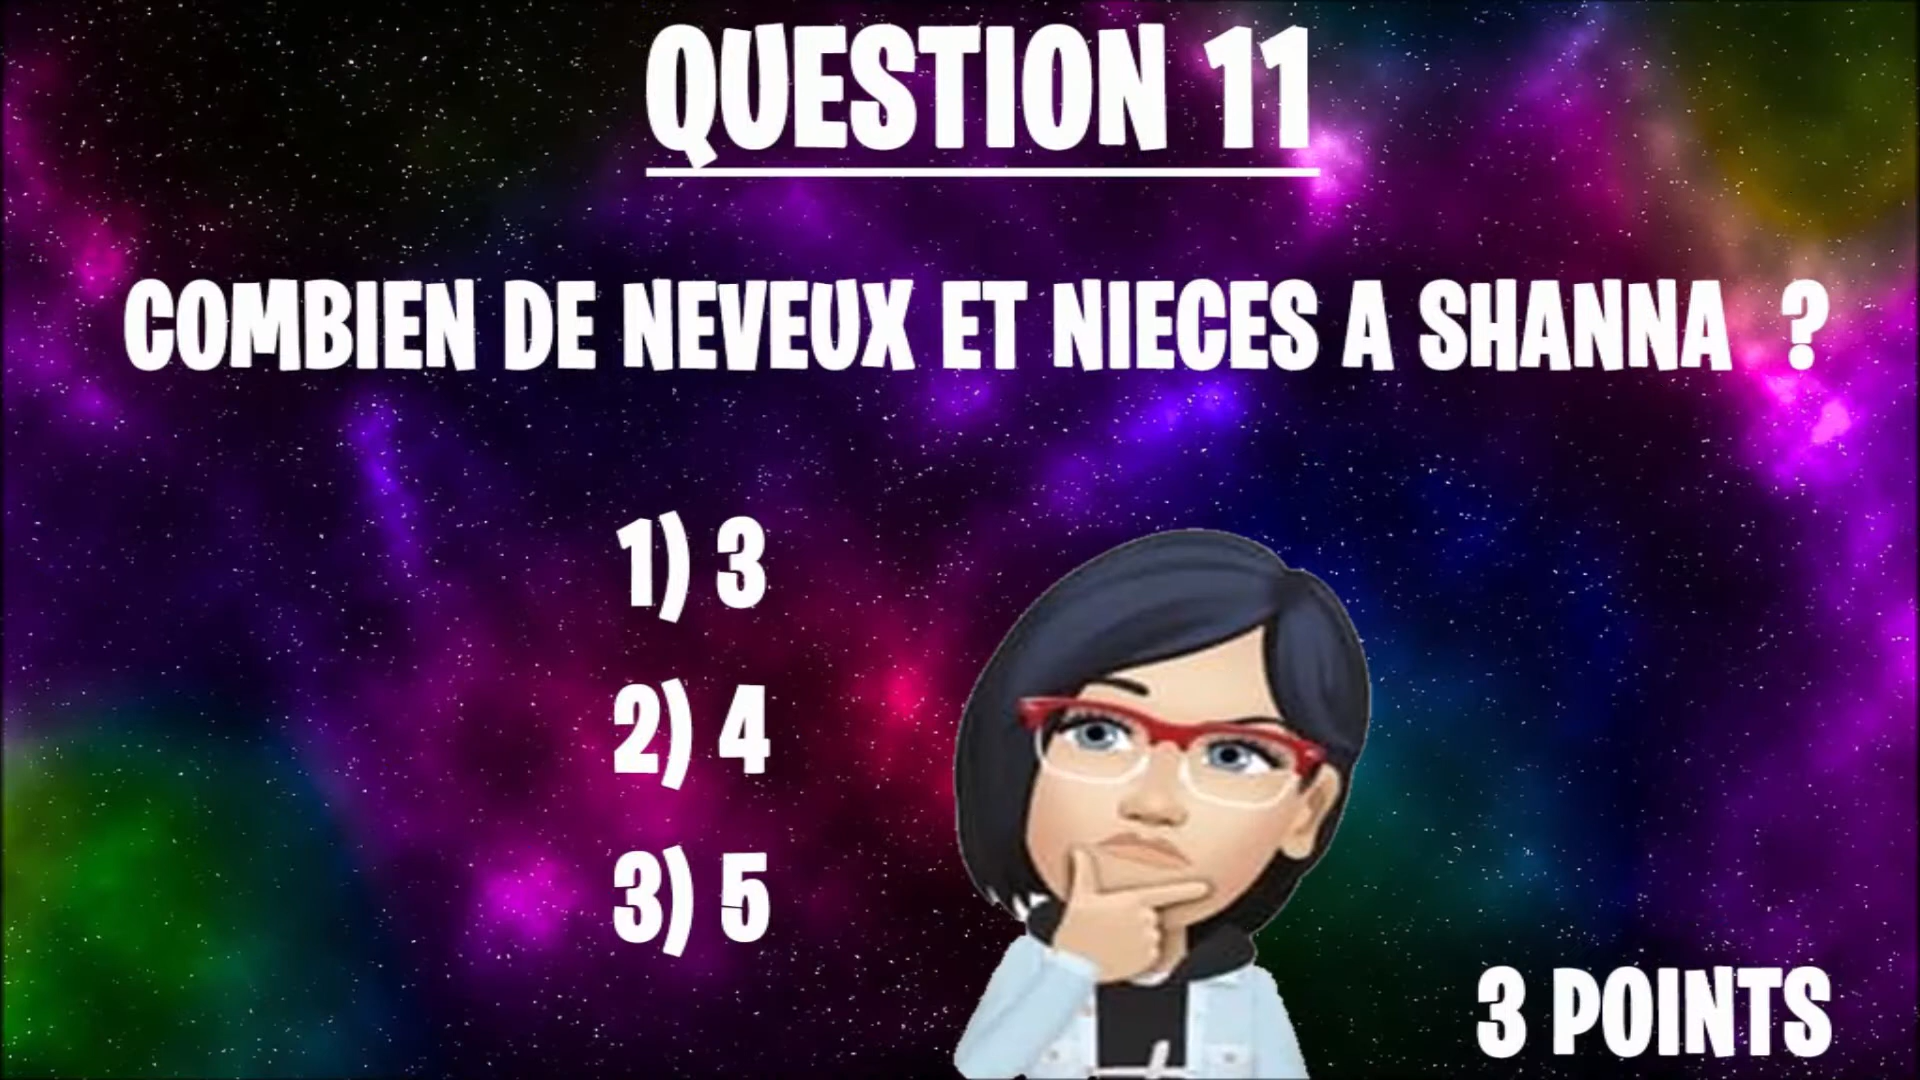 QUESTION 11
COMBIEN DE NEVEUX ET NIECES A SHANNA ?
1) 3
2) 4
3) 5
3 POINTS